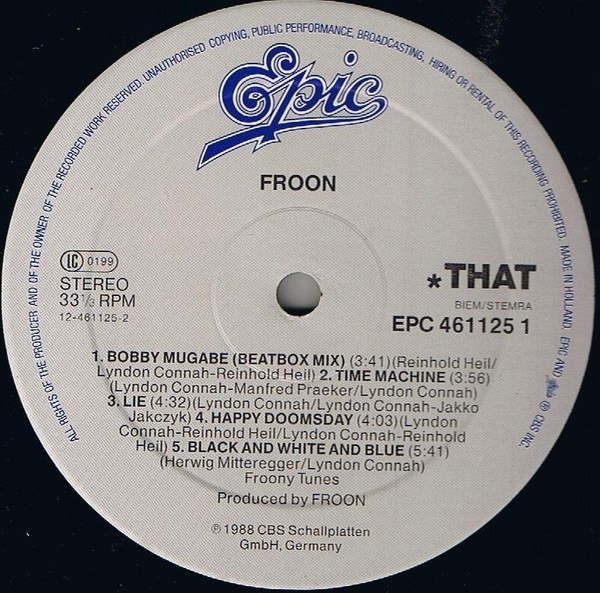 ALL RIGHTS OF THE PRODUCER AND OF THE OWNER OF THE RECORDED WORK RESERVED. UNAUTHORISED COPYING, PUBLIC PERFORMANCE, BROADCASTING, HIRING OR RENTAL OF THIS RECORDING PROHIBITED. MADE IN HOLLAND. EPIC AND Epic ® CBS INC.
Epic
FROON
LC 0199
STEREO
33 1/3 RPM
12-461125-2
*THAT
BIEM/STEMRA
EPC 461125 1
1. BOBBY MUGABE (BEATBOX MIX) (3:41)(Reinhold Heil/
Lyndon Connah-Reinhold Heil) 2. TIME MACHINE (3:56)
(Lyndon Connah-Manfred Praeker/Lyndon Connah)
3. LIE (4:32)(Lyndon Connah/Lyndon Connah-Jakko
Jakczyk) 4. HAPPY DOOMSDAY (4:03)(Lyndon
Connah-Reinhold Heil/Lyndon Connah-Reinhold
Heil) 5. BLACK AND WHITE AND BLUE (5:41)
(Herwig Mitteregger/Lyndon Connah)
Froony Tunes
Produced by FROON
℗ 1988 CBS Schallplatten
GmbH, Germany